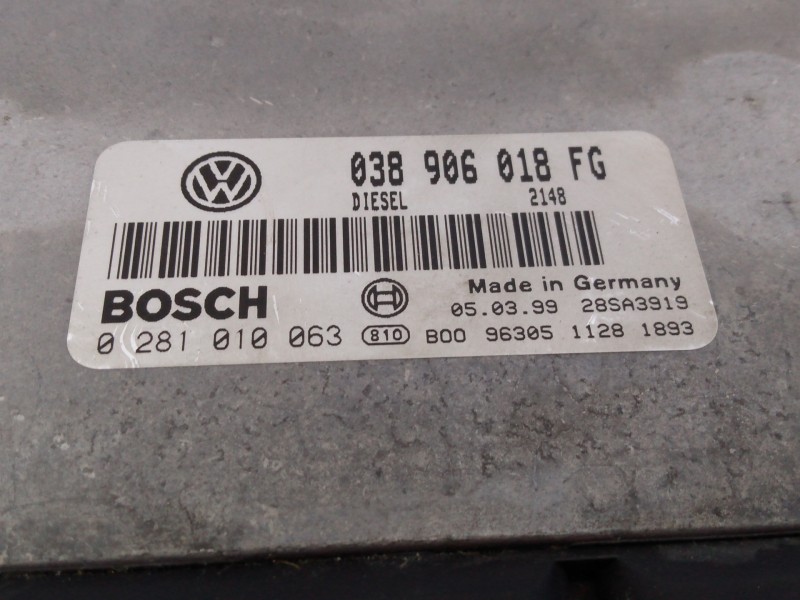 038 906 018 FG
DIESEL 2148
BOSCH Made in Germany
05.03.99 28SA3919
0 281 010 063 810 B00 96305 1128 1893